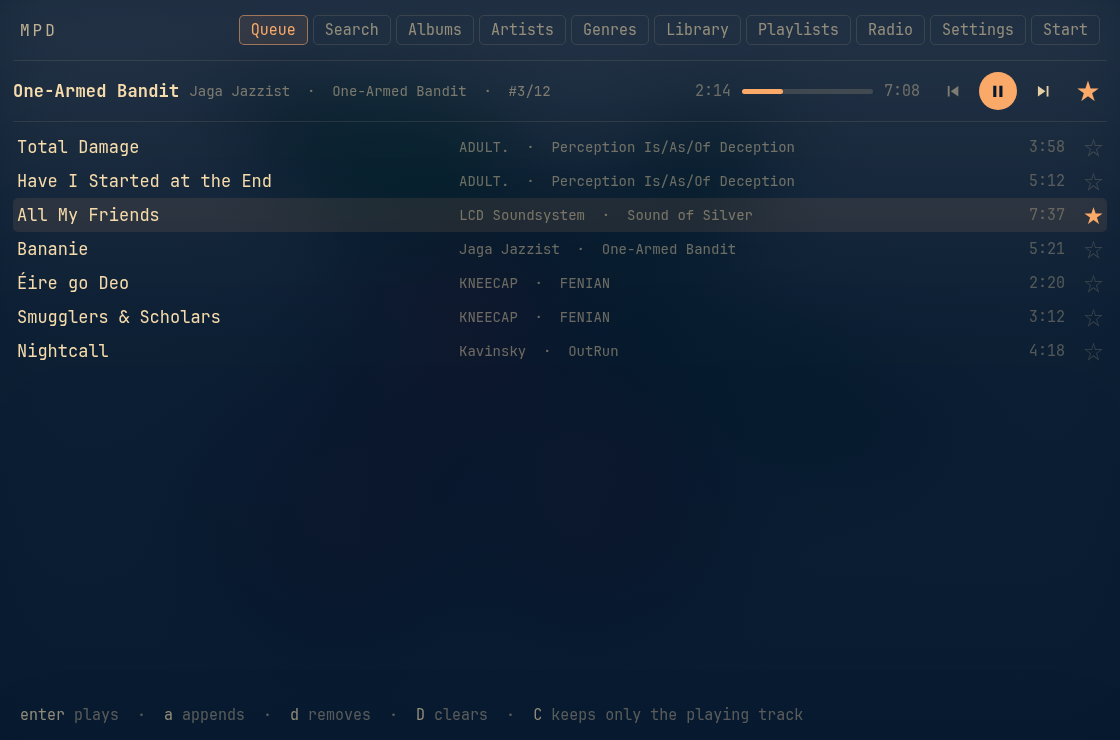 MPD Queue Search Albums Artists Genres Library Playlists Radio Settings Start
One-Armed Bandit Jaga Jazzist · One-Armed Bandit · #3/12 2:14 7:08
Total Damage ADULT. · Perception Is/As/Of Deception 3:58
Have I Started at the End ADULT. · Perception Is/As/Of Deception 5:12
All My Friends LCD Soundsystem · Sound of Silver 7:37
Bananie Jaga Jazzist · One-Armed Bandit 5:21
Éire go Deo KNEECAP · FENIAN 2:20
Smugglers & Scholars KNEECAP · FENIAN 3:12
Nightcall Kavinsky · OutRun 4:18
enter plays · a appends · d removes · D clears · C keeps only the playing track